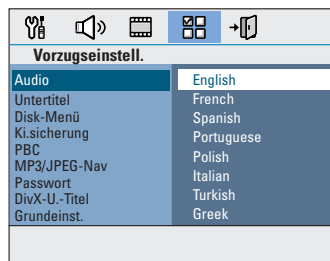 Vorzugseinstell.
Audio
Untertitel
Disk-Menü
Ki.sicherung
PBC
MP3/JPEG-Nav
Passwort
DivX-U.-Titel
Grundeinst.
English
French
Spanish
Portuguese
Polish
Italian
Turkish
Greek